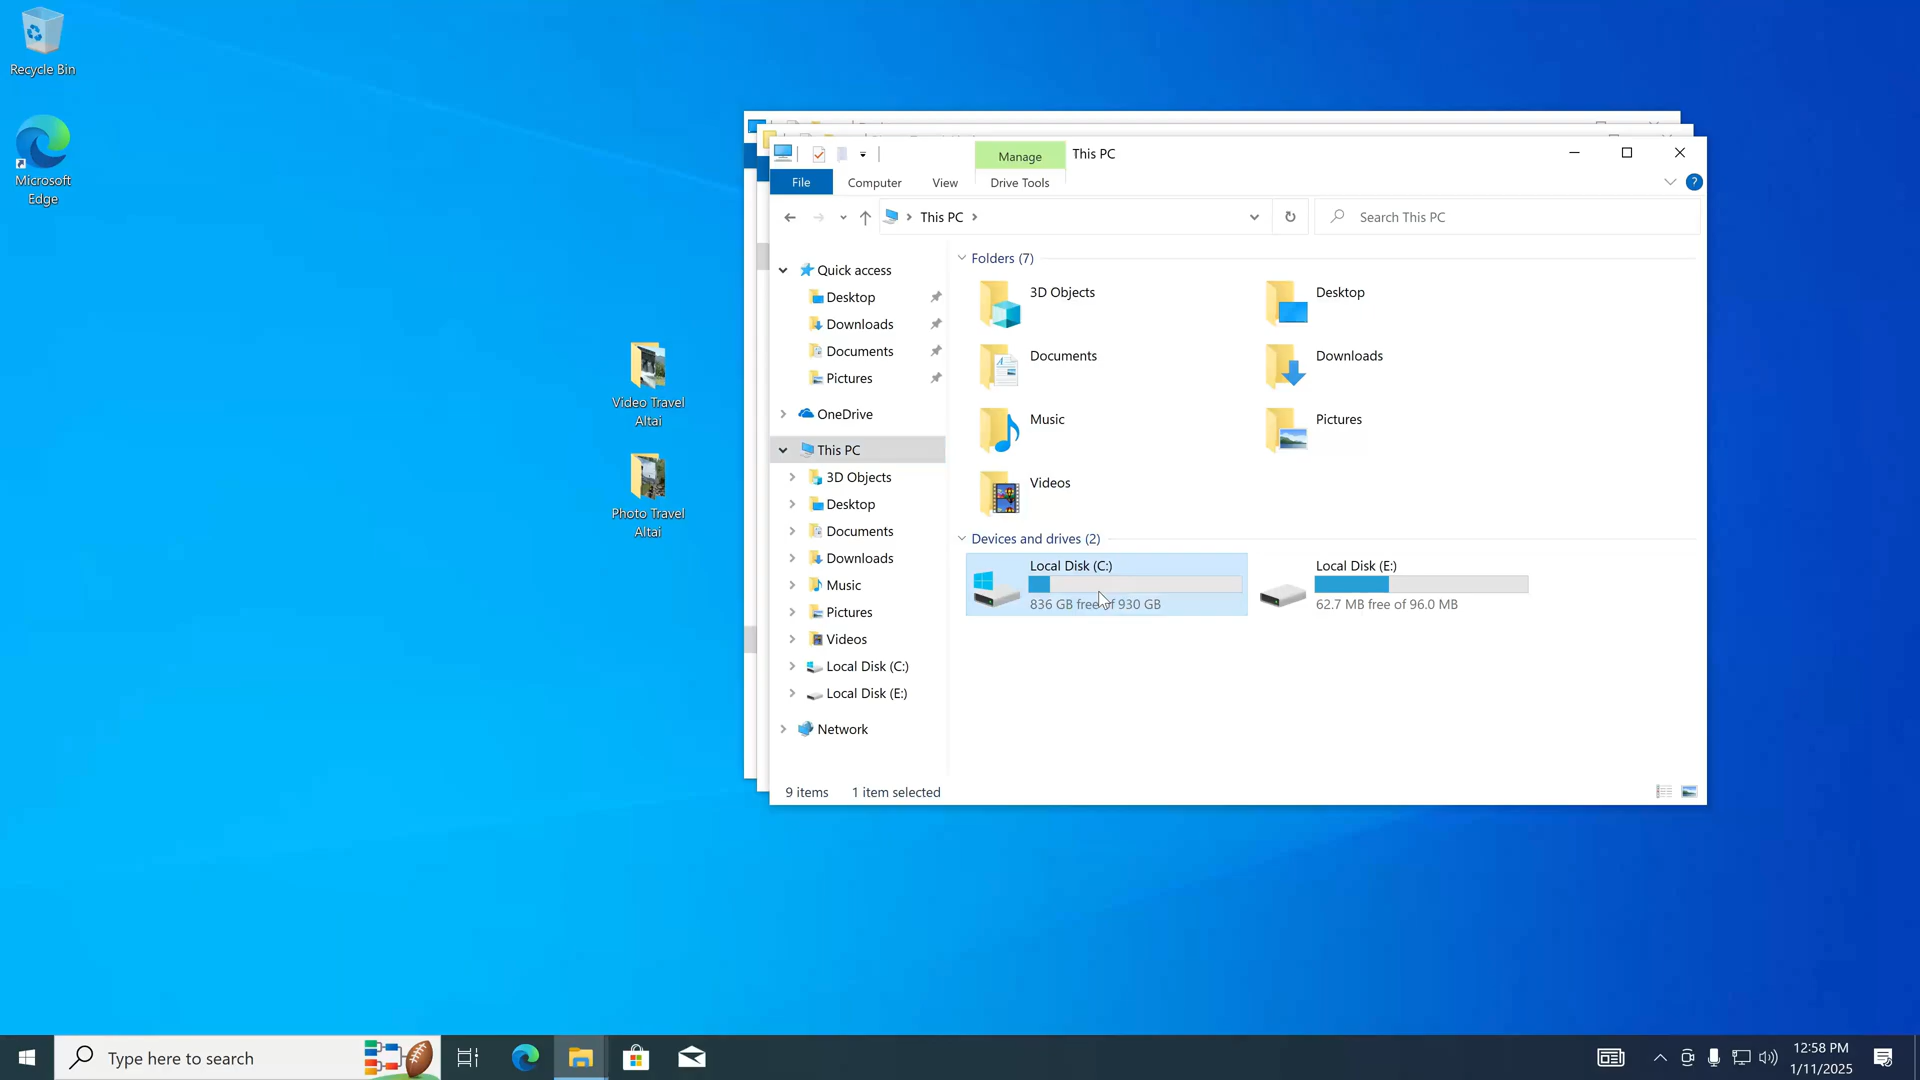 Recycle Bin
Microsoft
Edge
Video Travel
Altai
Photo Travel
Altai
Manage
This PC
File
Computer
View
Drive Tools
This PC
Search This PC
Quick access
Desktop
Downloads
Documents
Pictures
OneDrive
This PC
3D Objects
Desktop
Documents
Downloads
Music
Pictures
Videos
Local Disk (C:)
Local Disk (E:)
Network
Folders (7)
3D Objects
Desktop
Documents
Downloads
Music
Pictures
Videos
Devices and drives (2)
Local Disk (C:)
836 GB free of 930 GB
Local Disk (E:)
62.7 MB free of 96.0 MB
9 items
1 item selected
Type here to search
12:58 PM
1/11/2025